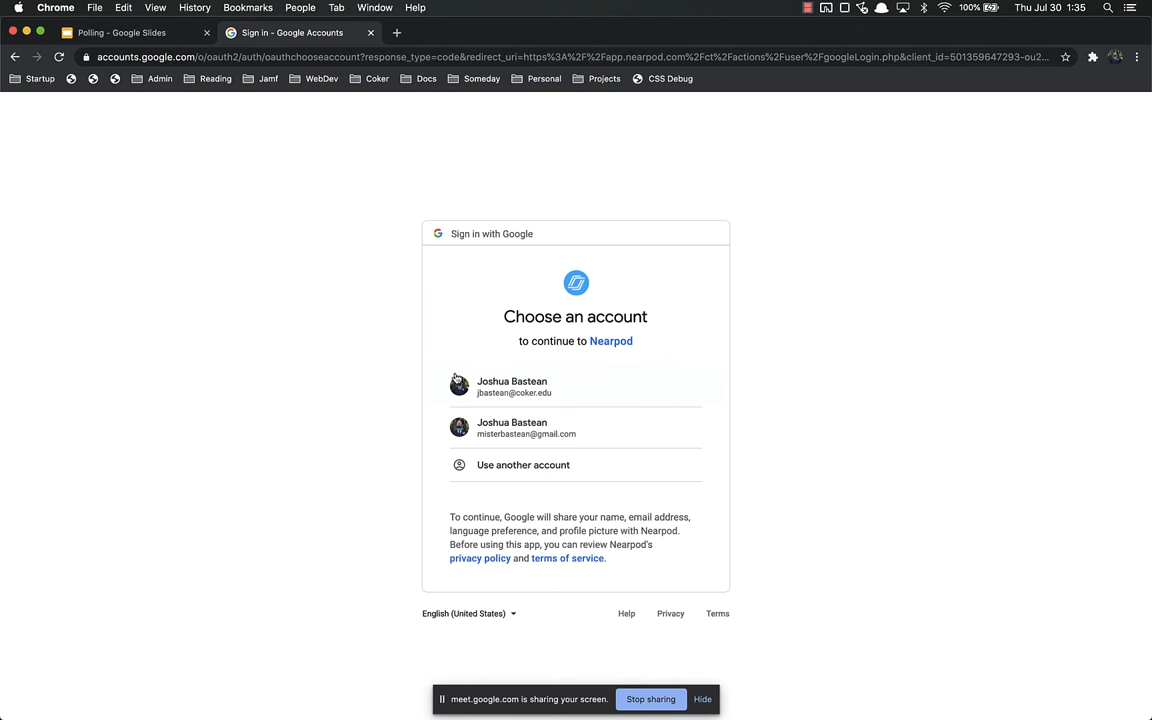 Chrome File Edit View History Bookmarks People Tab Window Help 100% Thu Jul 30 1:35
Polling - Google Slides Sign in - Google Accounts
accounts.google.com/o/oauth2/auth/oauthchooseaccount?response_type=code&redirect_uri=https%3A%2F%2Fapp.nearpod.com%2Fct%2Factions%2Fuser%2FgoogleLogin.php&client_id=501359647293-ou2...
Startup Admin Reading Jamf WebDev Coker Docs Someday Personal Projects CSS Debug
Sign in with Google
Choose an account
to continue to Nearpod
Joshua Bastean
jbastean@coker.edu
Joshua Bastean
misterbastean@gmail.com
Use another account
To continue, Google will share your name, email address,
language preference, and profile picture with Nearpod.
Before using this app, you can review Nearpod's
privacy policy and terms of service.
English (United States) Help Privacy Terms
meet.google.com is sharing your screen. Stop sharing Hide